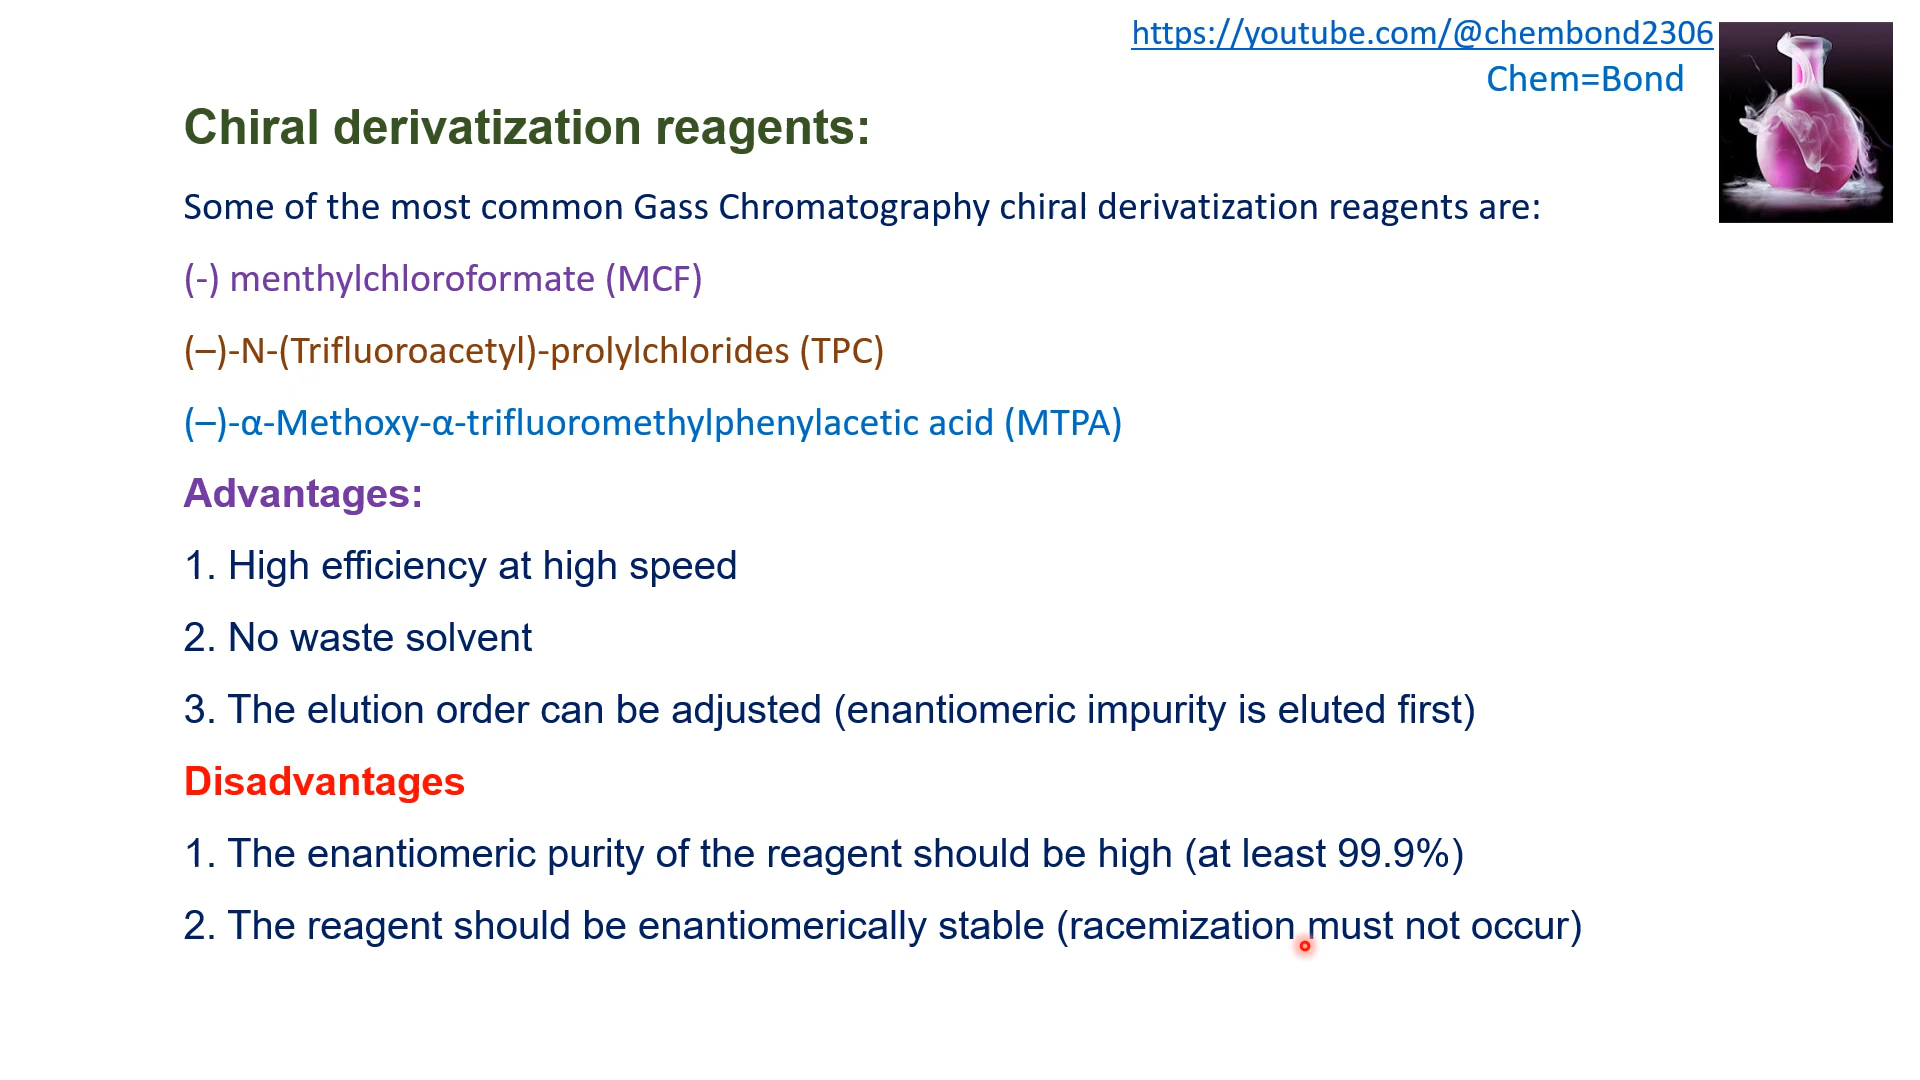 https://youtube.com/@chembond2306
Chem=Bond
Chiral derivatization reagents:
Some of the most common Gass Chromatography chiral derivatization reagents are:
(-) menthylchloroformate (MCF)
(–)-N-(Trifluoroacetyl)-prolylchlorides (TPC)
(–)-α-Methoxy-α-trifluoromethylphenylacetic acid (MTPA)
Advantages:
1. High efficiency at high speed
2. No waste solvent
3. The elution order can be adjusted (enantiomeric impurity is eluted first)
Disadvantages
1. The enantiomeric purity of the reagent should be high (at least 99.9%)
2. The reagent should be enantiomerically stable (racemization must not occur)